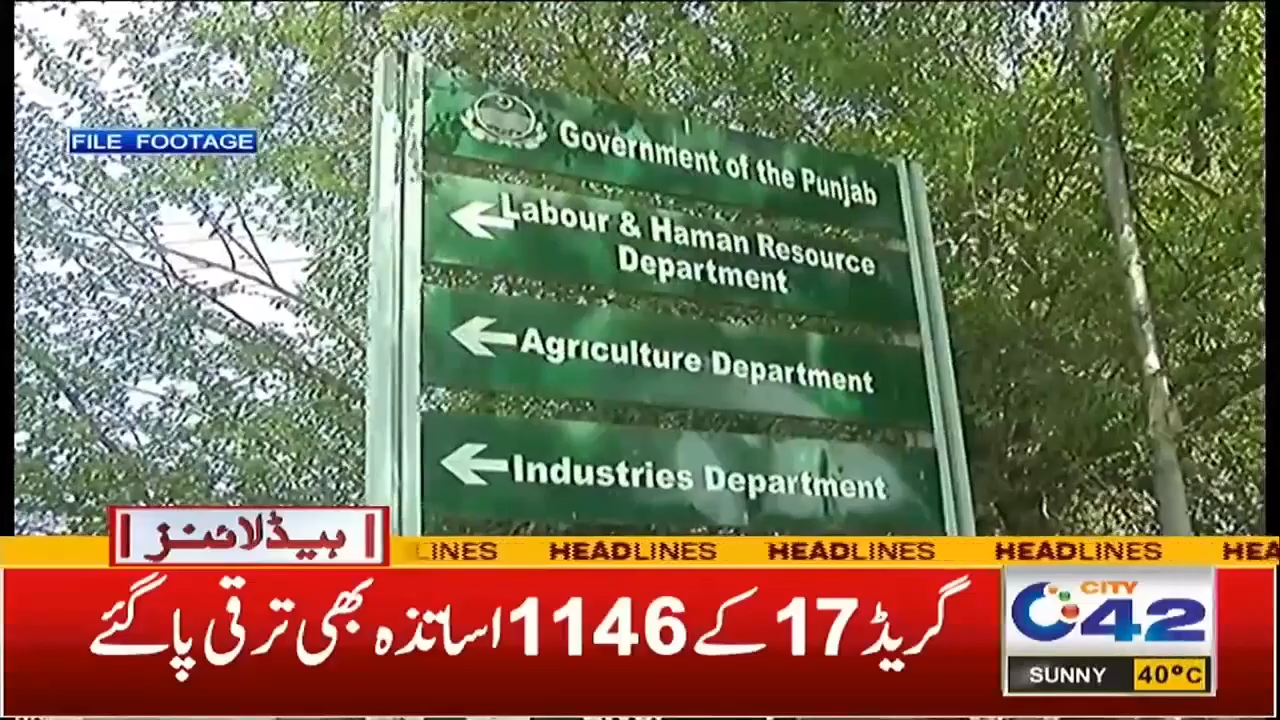 FILE FOOTAGE
Government of the Punjab
Labour & Haman Resource
Department
Agriculture Department
Industries Department
ہیڈلائنز
LINES HEADLINES HEADLINES HEADLINES HEA
گریڈ 17 کے 1146 اساتذہ بھی ترقی پا گئے
CITY
42
SUNNY 40°C